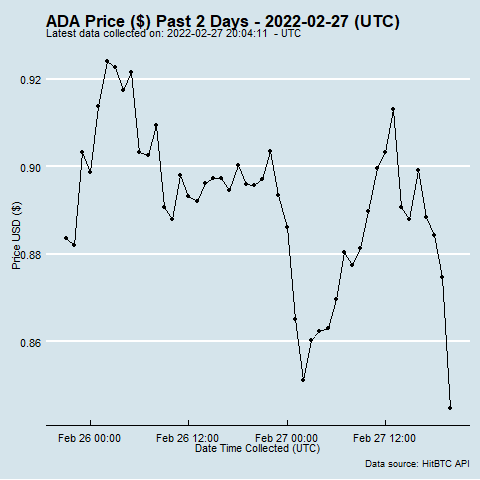 ADA Price ($) Past 2 Days - 2022-02-27 (UTC)
Latest data collected on: 2022-02-27 20:04:11 - UTC
0.92
0.90
0.88
0.86
Price USD ($)
Feb 26 00:00 Feb 26 12:00 Feb 27 00:00 Feb 27 12:00
Date Time Collected (UTC)
Data source: HitBTC API